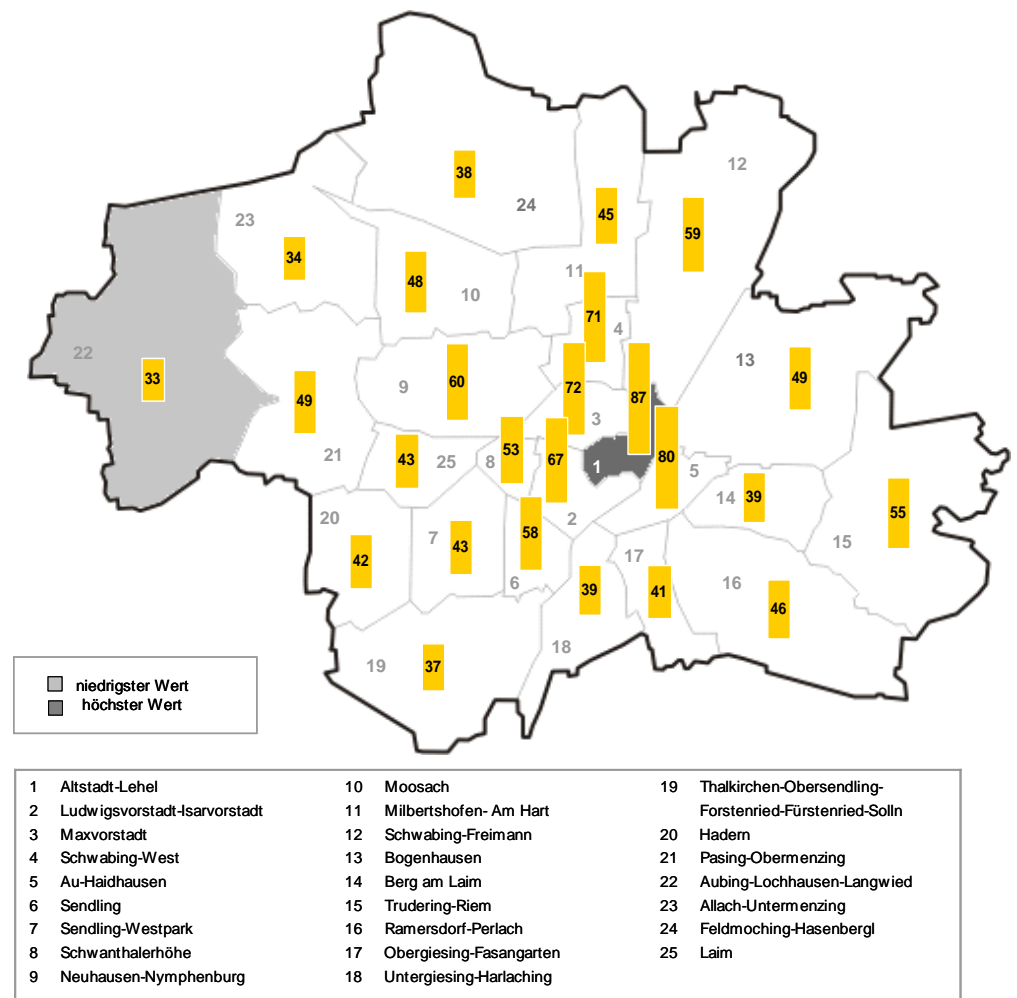 12
38
24
45
59
23
34
48
10
11
71
4
22
33
49
9
60
72
87
3
13
49
21
43
25
8
53
67
1
80
5
14
39
55
15
20
42
7
43
58
6
2
17
39
41
16
46
18
19
37
niedrigster Wert
höchster Wert
1 Altstadt-Lehel
2 Ludwigsvorstadt-Isarvorstadt
3 Maxvorstadt
4 Schwabing-West
5 Au-Haidhausen
6 Sendling
7 Sendling-Westpark
8 Schwanthalerhöhe
9 Neuhausen-Nymphenburg
10 Moosach
11 Milbertshofen- Am Hart
12 Schwabing-Freimann
13 Bogenhausen
14 Berg am Laim
15 Trudering-Riem
16 Ramersdorf-Perlach
17 Obergiesing-Fasangarten
18 Untergiesing-Harlaching
19 Thalkirchen-Obersendling-
Forstenried-Fürstenried-Solln
20 Hadern
21 Pasing-Obermenzing
22 Aubing-Lochhausen-Langwied
23 Allach-Untermenzing
24 Feldmoching-Hasenbergl
25 Laim